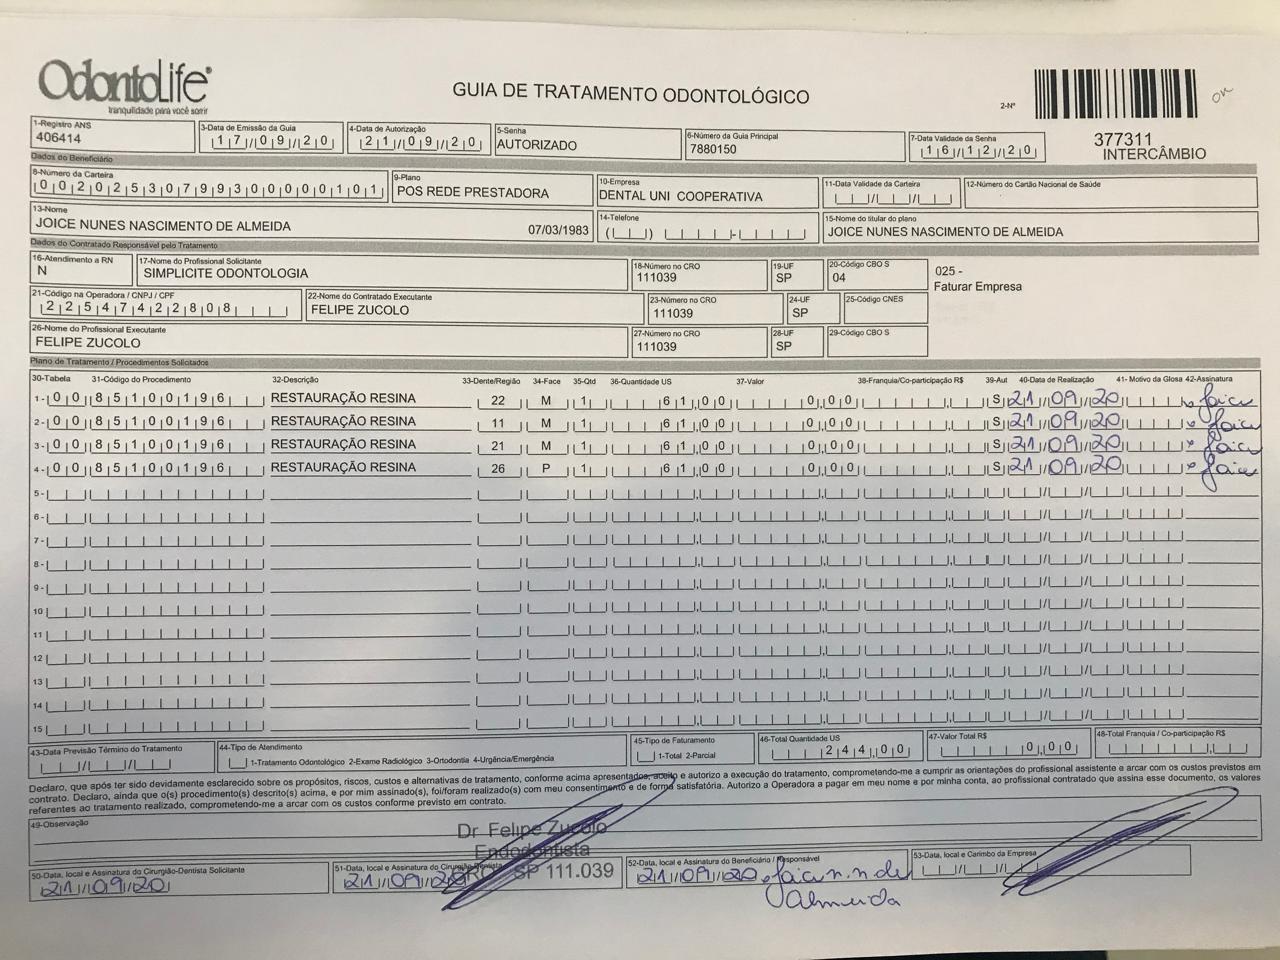 OdontoLife®
tranquilidade para você sorrir
GUIA DE TRATAMENTO ODONTOLÓGICO
2-Nº
on
377311
INTERCÂMBIO
1-Registro ANS
406414
3-Data de Emissão da Guia
17/09/20
4-Data de Autorização
21/09/20
5-Senha
AUTORIZADO
6-Número da Guia Principal
7880150
7-Data Validade da Senha
16/12/20
Dados do Beneficiário
8-Número da Carteira
00202530799300000101
9-Plano
POS REDE PRESTADORA
10-Empresa
DENTAL UNI COOPERATIVA
11-Data Validade da Carteira
12-Número do Cartão Nacional de Saúde
13-Nome
JOICE NUNES NASCIMENTO DE ALMEIDA 07/03/1983
14-Telefone
15-Nome do titular do plano
JOICE NUNES NASCIMENTO DE ALMEIDA
Dados do Contratado Responsável pelo Tratamento
16-Atendimento a RN
N
17-Nome do Profissional Solicitante
SIMPLICITE ODONTOLOGIA
18-Número no CRO
111039
19-UF
SP
20-Código CBO S
04
025 -
Faturar Empresa
21-Código na Operadora / CNPJ / CPF
22547422808
22-Nome do Contratado Executante
FELIPE ZUCOLO
23-Número no CRO
111039
24-UF
SP
25-Código CNES
26-Nome do Profissional Executante
FELIPE ZUCOLO
27-Número no CRO
111039
28-UF
SP
29-Código CBO S
Plano de Tratamento / Procedimentos Solicitados
30-Tabela 31-Código do Procedimento 32-Descrição 33-Dente/Região 34-Face 35-Qtd 36-Quantidade US 37-Valor 38-Franquia/Co-participação R$ 39-Aut 40-Data de Realização 41- Motivo da Glosa 42-Assinatura
1- 00 85100196 RESTAURAÇÃO RESINA 22 M 1 61,00 0,00 S 21/09/20
2- 00 85100196 RESTAURAÇÃO RESINA 11 M 1 61,00 0,00 S 21/09/20
3- 00 85100196 RESTAURAÇÃO RESINA 21 M 1 61,00 0,00 S 21/09/20
4- 00 85100196 RESTAURAÇÃO RESINA 26 P 1 61,00 0,00 S 21/09/20
5-
6-
7-
8-
9-
10
11
12
13
14
15
43-Data Previsão Término do Tratamento
44-Tipo de Atendimento
1-Tratamento Odontológico 2-Exame Radiológico 3-Ortodontia 4-Urgência/Emergência
45-Tipo de Faturamento
1-Total 2-Parcial
46-Total Quantidade US
244,00
47-Valor Total R$
0,00
48-Total Franquia / Co-participação R$
Declaro, que após ter sido devidamente esclarecido sobre os propósitos, riscos, custos e alternativas de tratamento, conforme acima apresentados, aceito e autorizo a execução do tratamento, comprometendo-me a cumprir as orientações do profissional assistente e arcar com os custos previstos em
contrato. Declaro, ainda que o(s) procedimento(s) descrito(s) acima, e por mim assinado(s), foi/foram realizado(s) com meu consentimento e de forma satisfatória. Autorizo a Operadora a pagar em meu nome e por minha conta, ao profissional contratado que assina esse documento, os valores
referentes ao tratamento realizado, comprometendo-me a arcar com os custos conforme previsto em contrato.
49-Observação
Dr. Felipe Zucolo
Endodontista
CRO SP 111.039
50-Data, local e Assinatura do Cirurgião-Dentista Solicitante
21/09/20
51-Data, local e Assinatura do Cirurgião-Dentista
21/09/20
52-Data, local e Assinatura do Beneficiário / Responsável
21/09/20 Joice n. n de
Almeida
53-Data, local e Carimbo da Empresa